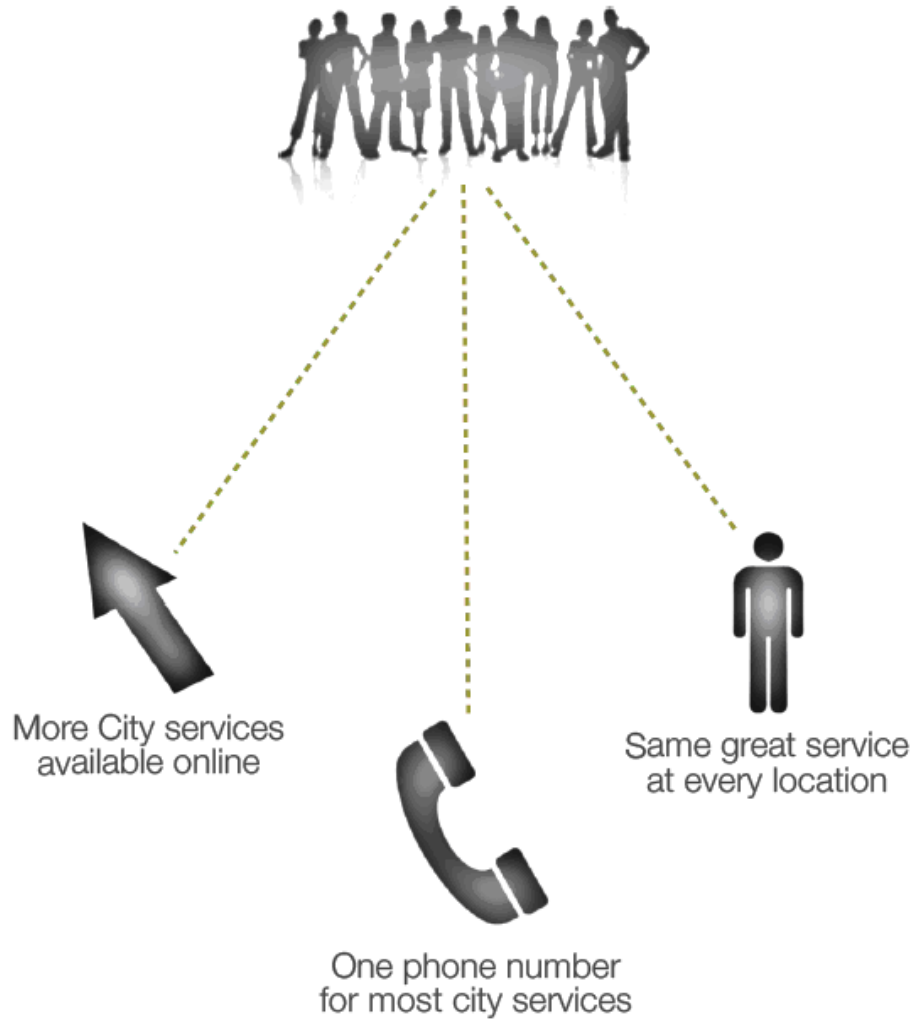 More City services
available online
Same great service
at every location
One phone number
for most city services